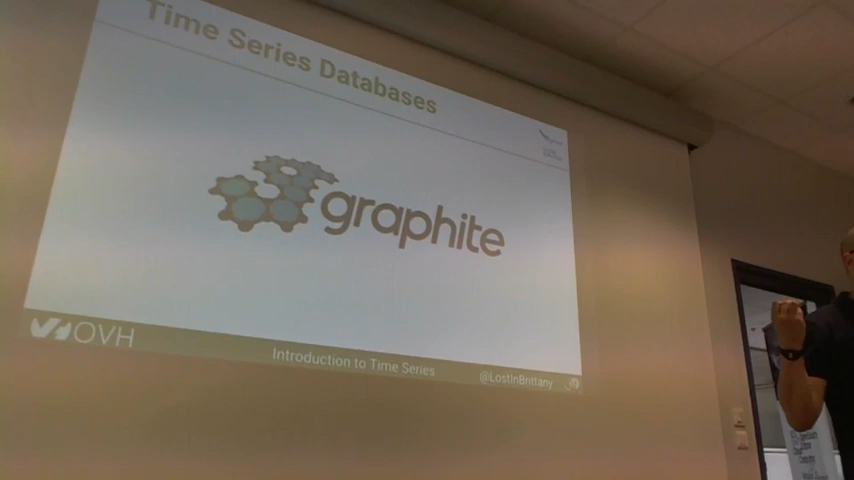 Time Series Databases
graphite
OVH
Introduction to Time Series
@LostInBrittany